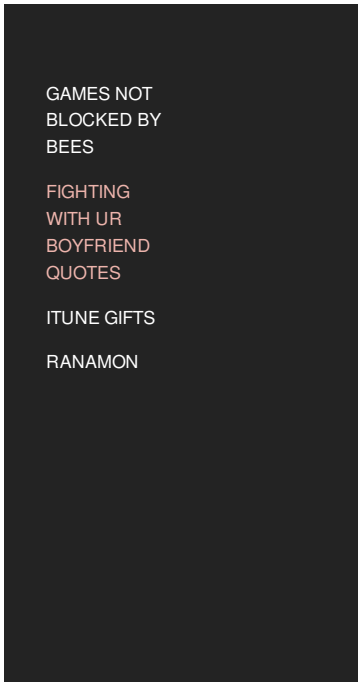 GAMES NOT
BLOCKED BY
BEES
FIGHTING
WITH UR
BOYFRIEND
QUOTES
ITUNE GIFTS
RANAMON